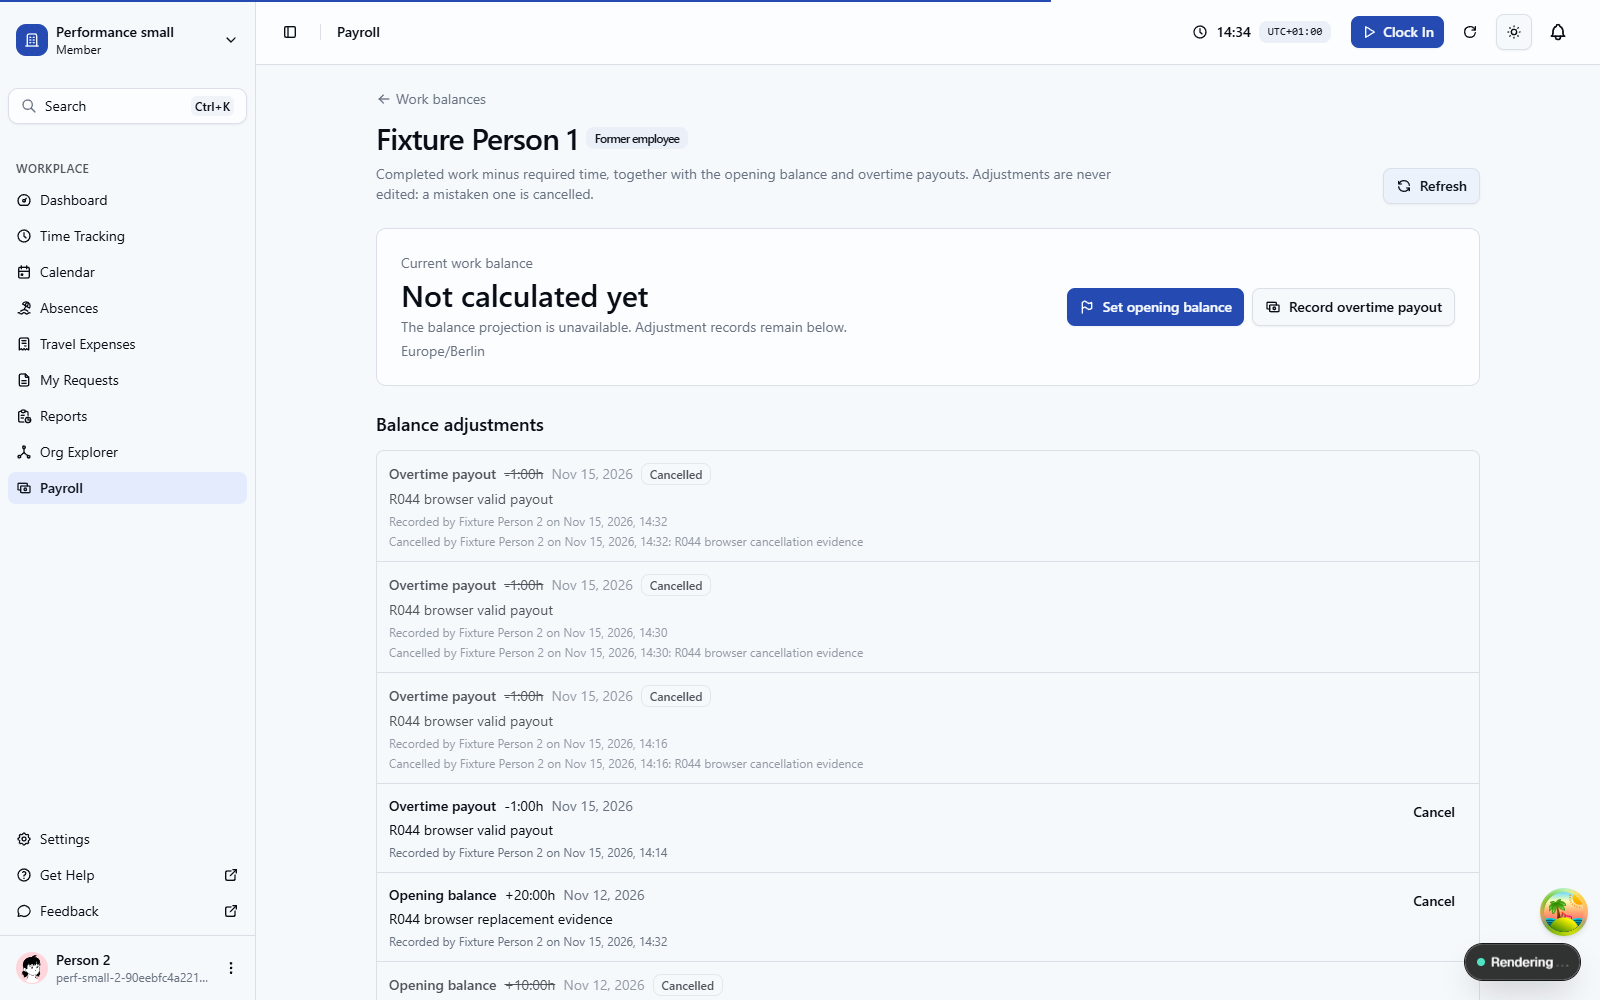 Performance small
Member
Search
Ctrl+K
WORKPLACE
Dashboard
Time Tracking
Calendar
Absences
Travel Expenses
My Requests
Reports
Org Explorer
Payroll
Settings
Get Help
Feedback
Person 2
perf-small-2-90eebfc4a221...
Payroll
14:34 UTC+01:00
Clock In
Work balances
Fixture Person 1 Former employee
Completed work minus required time, together with the opening balance and overtime payouts. Adjustments are never
edited: a mistaken one is cancelled.
Refresh
Current work balance
Not calculated yet
The balance projection is unavailable. Adjustment records remain below.
Europe/Berlin
Set opening balance
Record overtime payout
Balance adjustments
Overtime payout -1:00h Nov 15, 2026 Cancelled
R044 browser valid payout
Recorded by Fixture Person 2 on Nov 15, 2026, 14:32
Cancelled by Fixture Person 2 on Nov 15, 2026, 14:32: R044 browser cancellation evidence
Overtime payout -1:00h Nov 15, 2026 Cancelled
R044 browser valid payout
Recorded by Fixture Person 2 on Nov 15, 2026, 14:30
Cancelled by Fixture Person 2 on Nov 15, 2026, 14:30: R044 browser cancellation evidence
Overtime payout -1:00h Nov 15, 2026 Cancelled
R044 browser valid payout
Recorded by Fixture Person 2 on Nov 15, 2026, 14:16
Cancelled by Fixture Person 2 on Nov 15, 2026, 14:16: R044 browser cancellation evidence
Overtime payout -1:00h Nov 15, 2026
Cancel
R044 browser valid payout
Recorded by Fixture Person 2 on Nov 15, 2026, 14:14
Opening balance +20:00h Nov 12, 2026
Cancel
R044 browser replacement evidence
Recorded by Fixture Person 2 on Nov 15, 2026, 14:32
Opening balance +10:00h Nov 12, 2026 Cancelled
Rendering ...